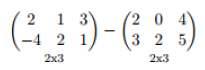 ( 2 1 3 ) − ( 2 0 4 )
( −4 2 1 ) ( 3 2 5 )
2x3 2x3